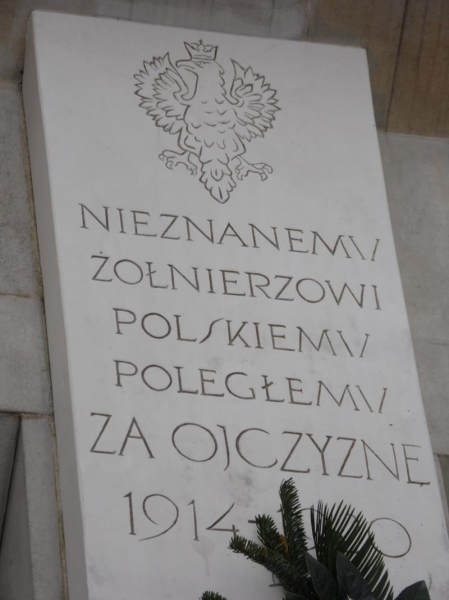 NIEZNANEMU
ŻOŁNIERZOWI
POLSKIEMU
POLEGŁEMU
ZA OJCZYZNĘ
1914-